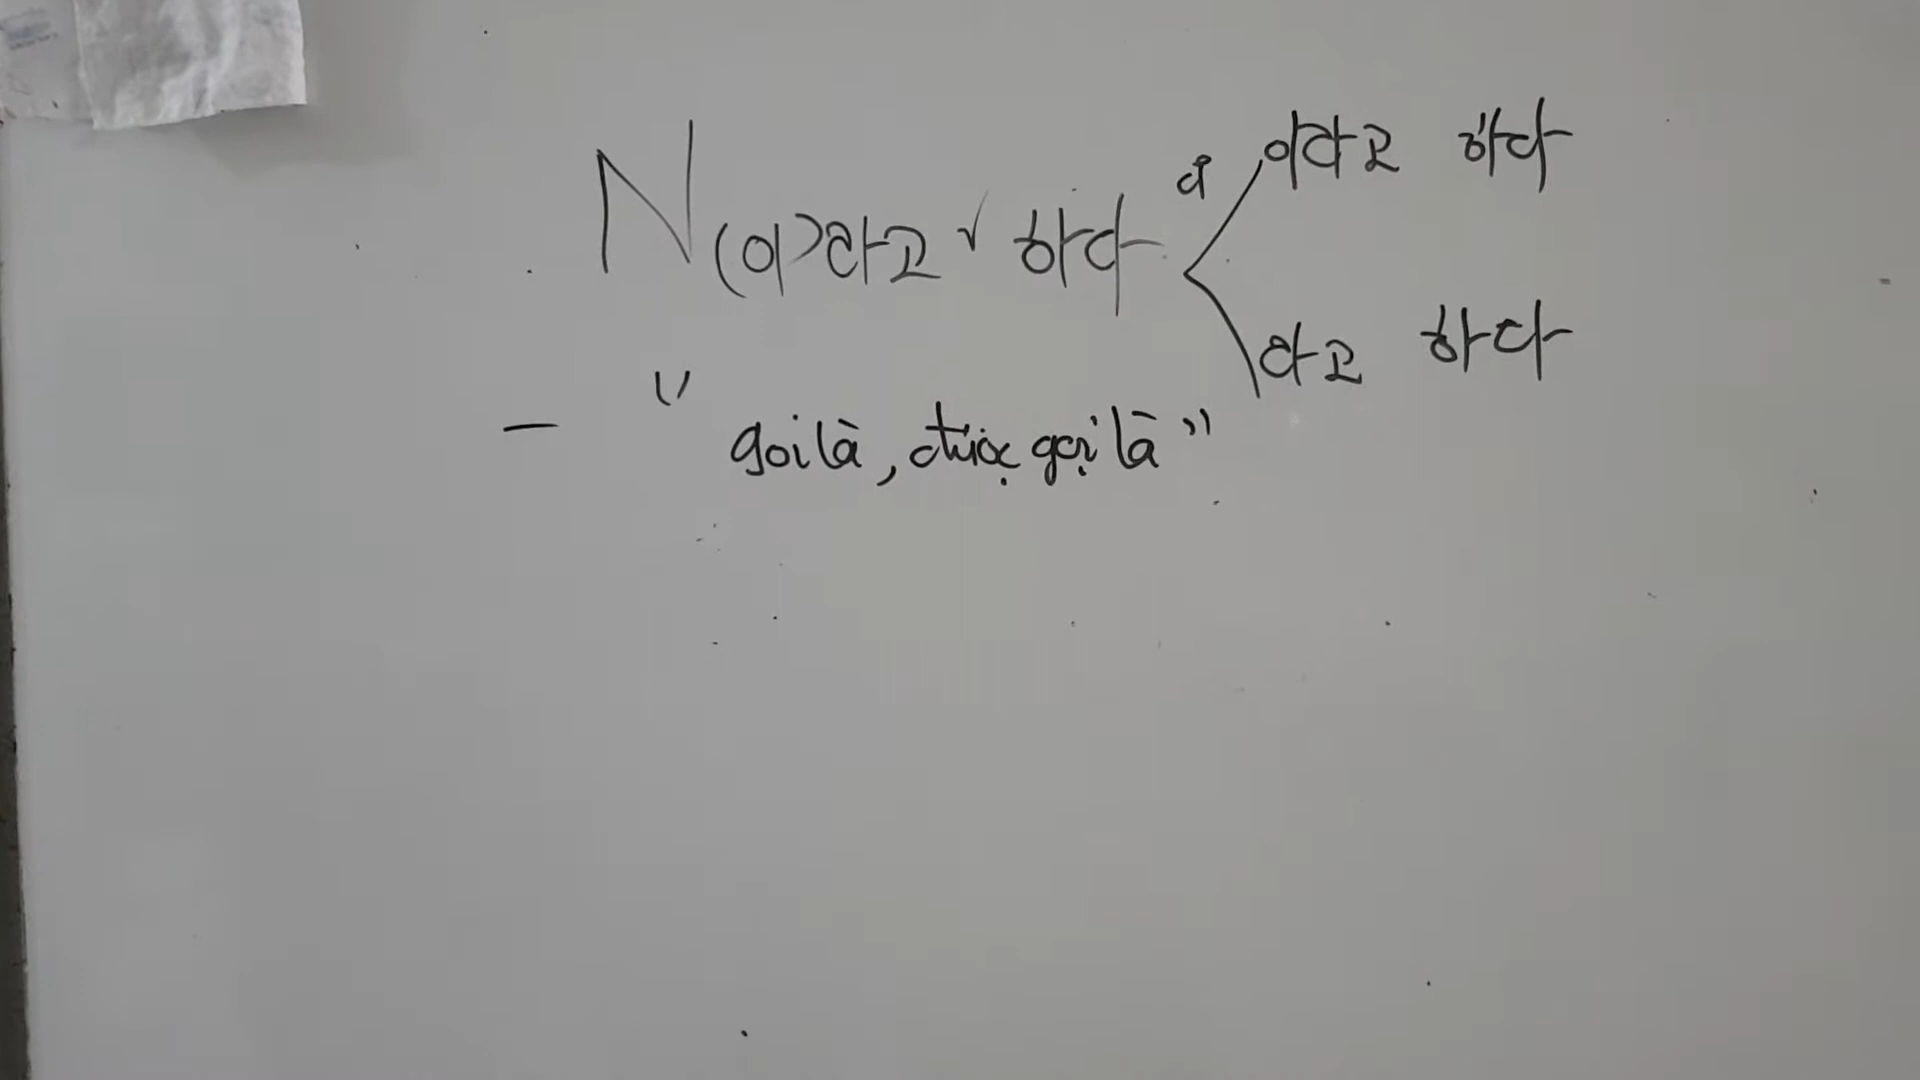 N(이)라고 ✓ 하다
이라고 하다
라고 하다
– " gọi là, được gọi là "